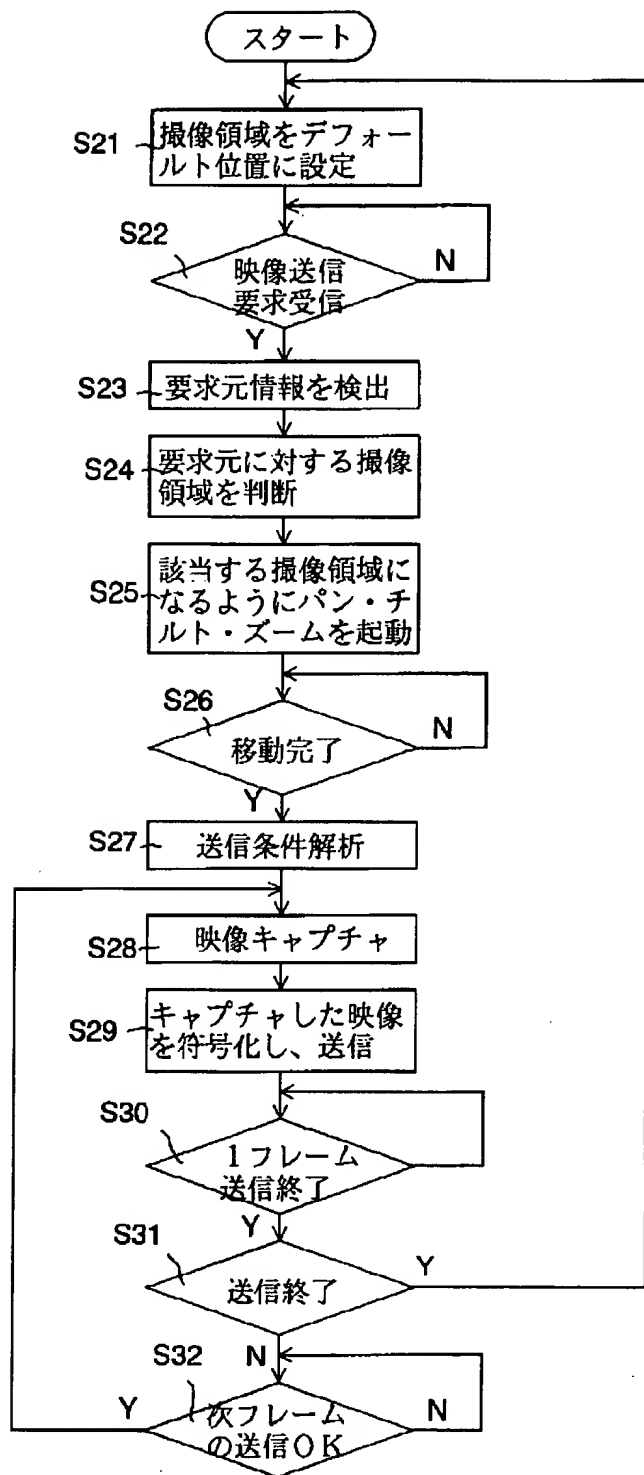 スタート
S21
撮像領域をデフォー
ルト位置に設定
S22
映像送信
要求受信
N
Y
S23
要求元情報を検出
S24
要求元に対する撮像
領域を判断
S25
該当する撮像領域に
なるようにパン・チ
ルト・ズームを起動
S26
移動完了
N
Y
S27
送信条件解析
S28
映像キャプチャ
S29
キャプチャした映像
を符号化し、送信
S30
1フレーム
送信終了
Y
S31
送信終了
Y
N
S32
次フレーム
の送信OK
Y
N